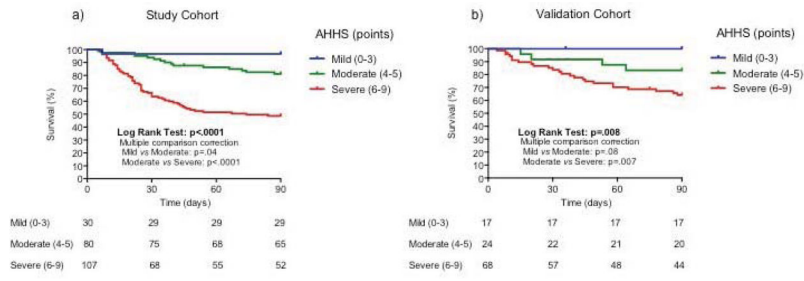 a) Study Cohort
AHHS (points)
Mild (0-3)
Moderate (4-5)
Severe (6-9)
Survival (%)
100
90
80
70
60
50
40
30
20
10
0
Log Rank Test: p<.0001
Multiple comparison correction
Mild vs Moderate: p=.04
Moderate vs Severe: p<.0001
0 30 60 90
Time (days)
Mild (0-3) 30 29 29 29
Moderate (4-5) 80 75 68 65
Severe (6-9) 107 68 55 52
b) Validation Cohort
AHHS (points)
Mild (0-3)
Moderate (4-5)
Severe (6-9)
Survival (%)
100
90
80
70
60
50
40
30
20
10
0
Log Rank Test: p=.008
Multiple comparison correction
Mild vs Moderate: p=.08
Moderate vs Severe: p=.007
0 30 60 90
Time (days)
Mild (0-3) 17 17 17 17
Moderate (4-5) 24 22 21 20
Severe (6-9) 68 57 48 44